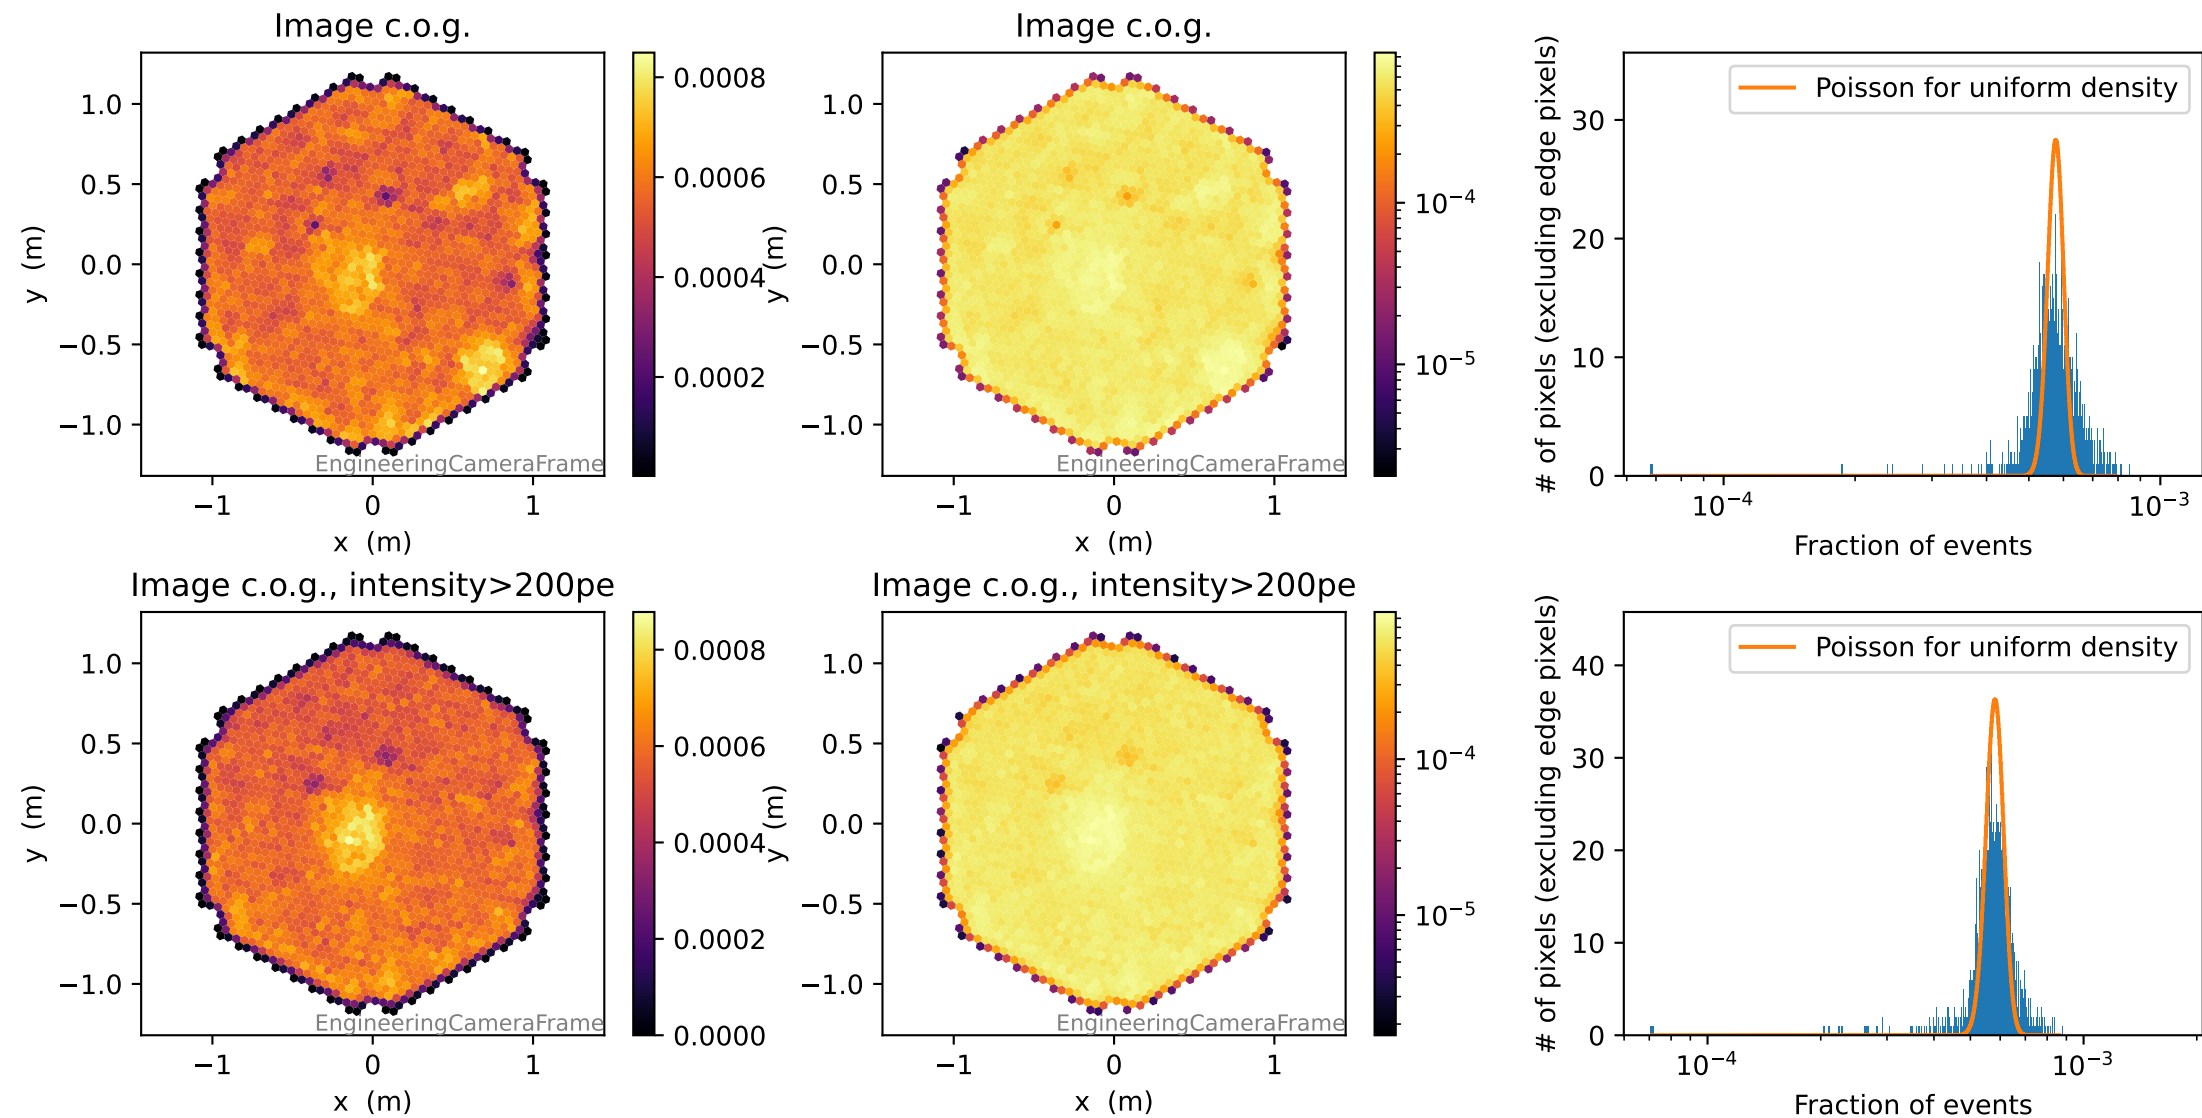 Image c.o.g.
1.0
0.5
0.0
−0.5
−1.0
y (m)
−1 0 1
x (m)
EngineeringCameraFrame
0.0008
0.0006
0.0004
0.0002
Image c.o.g.
1.0
0.5
0.0
−0.5
−1.0
y (m)
−1 0 1
x (m)
EngineeringCameraFrame
10⁻⁴
10⁻⁵
# of pixels (excluding edge pixels)
30
20
10
0
Poisson for uniform density
10⁻⁴ 10⁻³
Fraction of events
Image c.o.g., intensity>200pe
1.0
0.5
0.0
−0.5
−1.0
y (m)
−1 0 1
x (m)
EngineeringCameraFrame
0.0008
0.0006
0.0004
0.0002
0.0000
Image c.o.g., intensity>200pe
1.0
0.5
0.0
−0.5
−1.0
y (m)
−1 0 1
x (m)
EngineeringCameraFrame
10⁻⁴
10⁻⁵
# of pixels (excluding edge pixels)
40
30
20
10
0
Poisson for uniform density
10⁻⁴ 10⁻³
Fraction of events